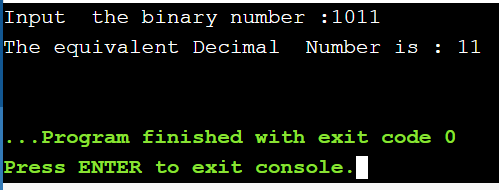 Input  the binary number :1011
The equivalent Decimal  Number is : 11
...Program finished with exit code 0
Press ENTER to exit console.